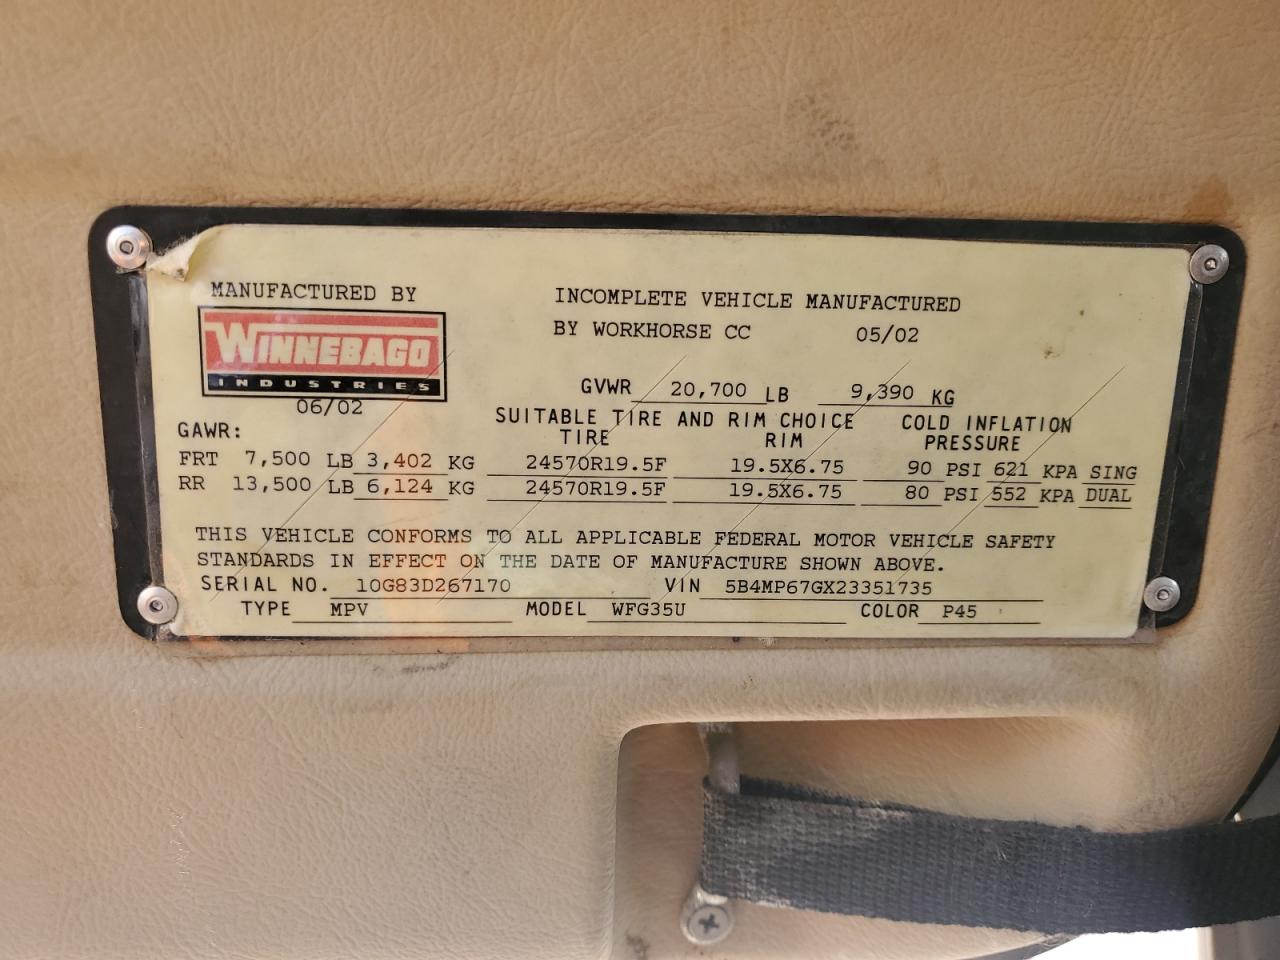 MANUFACTURED BY
WINNEBAGO
INDUSTRIES
06/02
INCOMPLETE VEHICLE MANUFACTURED
BY WORKHORSE CC 05/02
GVWR 20,700 LB 9,390 KG
SUITABLE TIRE AND RIM CHOICE COLD INFLATION
GAWR: TIRE RIM PRESSURE
FRT 7,500 LB 3,402 KG 24570R19.5F 19.5X6.75 90 PSI 621 KPA SING
RR 13,500 LB 6,124 KG 24570R19.5F 19.5X6.75 80 PSI 552 KPA DUAL
THIS VEHICLE CONFORMS TO ALL APPLICABLE FEDERAL MOTOR VEHICLE SAFETY
STANDARDS IN EFFECT ON THE DATE OF MANUFACTURE SHOWN ABOVE.
SERIAL NO. 10G83D267170 VIN 5B4MP67GX23351735
TYPE MPV MODEL WFG35U COLOR P45